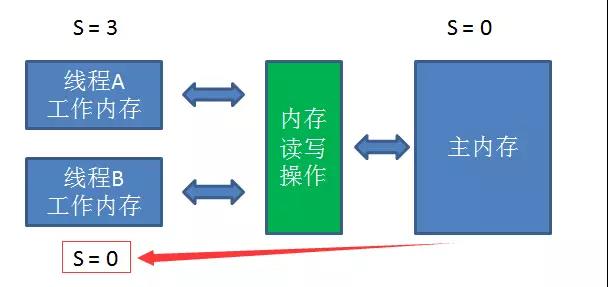 S = 3
S = 0
线程A
工作内存
内存
读写
操作
主内存
线程B
工作内存
S = 0